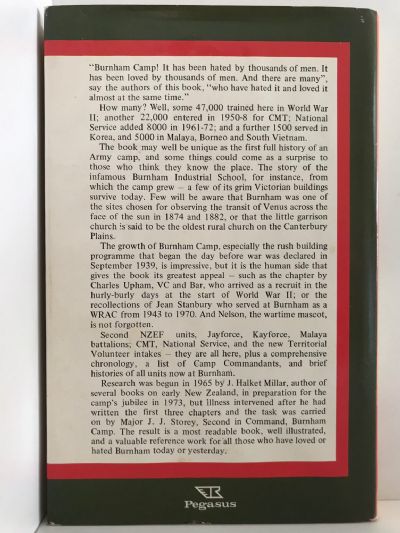 "Burnham Camp! It has been hated by thousands of men. It
has been loved by thousands of men. And there are many",
say the authors of this book, "who have hated it and loved it
almost at the same time."
How many? Well, some 47,000 trained here in World War
II; another 22,000 entered in 1950-8 for CMT; National
Service added 8000 in 1961-72; and a further 1500 served in
Korea, and 5000 in Malaya, Borneo and South Vietnam.
The book may well be unique as the first full history of an
Army camp, and some things could come as a surprise to
those who think they know the place. The story of the
infamous Burnham Industrial School, for instance, from
which the camp grew – a few of its grim Victorian buildings
survive today. Few will be aware that Burnham was one of
the sites chosen for observing the transit of Venus across the
face of the sun in 1874 and 1882, or that the little garrison
church is said to be the oldest rural church on the Canterbury
Plains.
The growth of Burnham Camp, especially the rush building
programme that began the day before war was declared in
September 1939, is impressive, but it is the human side that
gives the book its greatest appeal – such as the chapter by
Charles Upham, VC and Bar, who arrived as a recruit in the
hurly-burly days at the start of World War II; or the
recollections of Jean Stanbury who served at Burnham as a
WRAC from 1943 to 1970. And Nelson, the wartime mascot,
is not forgotten.
Second NZEF units, Jayforce, Kayforce, Malaya
battalions; CMT, National Service, and the new Territorial
Volunteer intakes – they are all here, plus a comprehensive
chronology, a list of Camp Commandants, and brief
histories of all units now at Burnham.
Research was begun in 1965 by J. Halket Millar, author of
several books on early New Zealand, in preparation for the
camp's jubilee in 1973, but illness intervened after he had
written the first three chapters and the task was carried
on by Major J. J. Storey, Second in Command, Burnham
Camp. The result is a most readable book, well illustrated,
and a valuable reference work for all those who have loved or
hated Burnham today or yesterday.
Pegasus